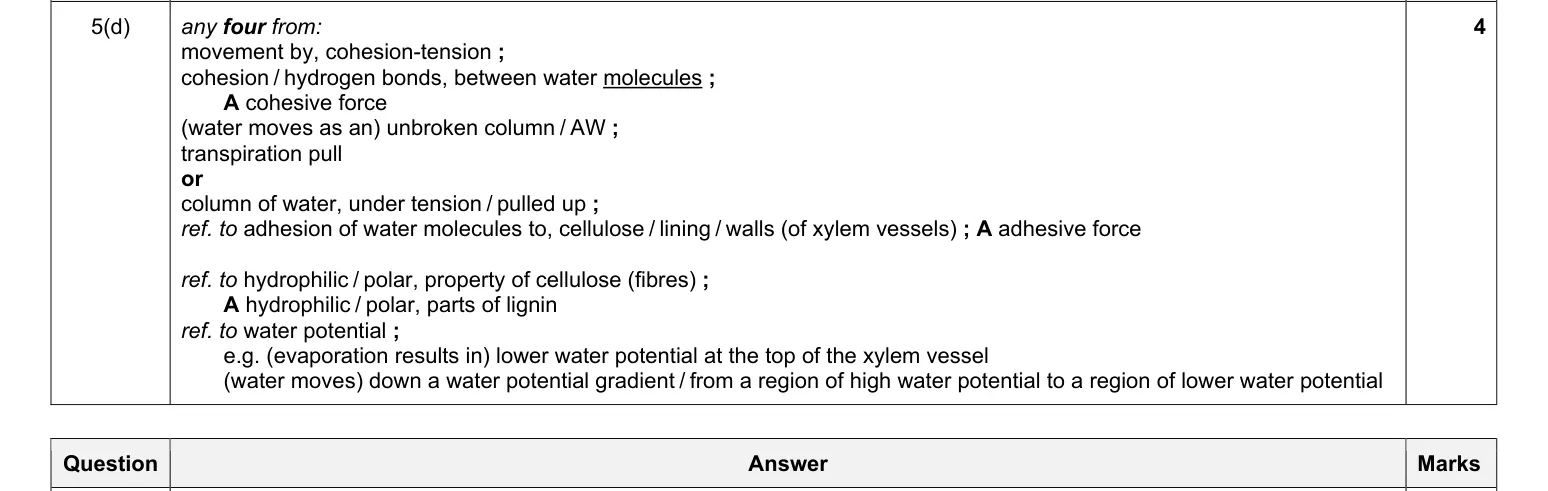 5(d)
any four from:
movement by, cohesion-tension ;
cohesion / hydrogen bonds, between water molecules ;
A cohesive force
(water moves as an) unbroken column / AW ;
transpiration pull
or
column of water, under tension / pulled up ;
ref. to adhesion of water molecules to, cellulose / lining / walls (of xylem vessels) ; A adhesive force
ref. to hydrophilic / polar, property of cellulose (fibres) ;
A hydrophilic / polar, parts of lignin
ref. to water potential ;
e.g. (evaporation results in) lower water potential at the top of the xylem vessel
(water moves) down a water potential gradient / from a region of high water potential to a region of lower water potential
4
Question Answer Marks